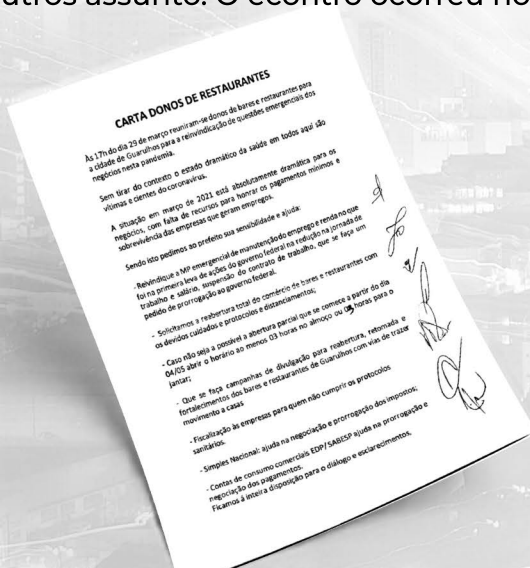 utros assunto. O econtro ocorreu no
CARTA DONOS DE RESTAURANTES
Às 17h do dia 29 de março reuniram-se donos de bares e restaurantes para
a cidade de Guarulhos para a reinvindicação de questões emergenciais dos
negócios nesta pandemia.
Sem tirar do contexto o estado dramático da saúde em todos aqui são
vítimas e cientes do coronavírus.
A situação em março de 2021 está absolutamente dramática para os
negócios, com falta de recursos para honrar os pagamentos mínimos e
sobrevivência das empresas que geram empregos.
Sendo isto pedimos ao prefeito sua sensibilidade e ajuda:
- Reivindique a MP emergencial de manutenção do emprego e renda no que
foi na primeira leva de ações do governo federal na redução na jornada de
trabalho e salário, suspensão do contrato de trabalho, que se faça um
pedido de prorrogação ao governo federal.
- Solicitamos a reabertura total do comércio de bares e restaurantes com
os devidos cuidados e protocolos e distanciamentos;
- Caso não seja a possível a abertura parcial que se comece a partir do dia
04/05 abrir o horário ao menos 03 horas no almoço ou 03 horas para o
jantar;
- Que se faça campanhas de divulgação para reabertura, retomada e
fortalecimentos dos bares e restaurantes de Guarulhos com vias de trazer
movimento a casas
- Fiscalização às empresas para quem não cumprir os protocolos
sanitários.
- Simples Nacional: ajuda na negociação e prorrogação dos impostos;
- Contas de consumo comerciais EDP/ SABESP ajuda na prorrogação e
negociação dos pagamentos.
Ficamos à inteira disposição para o diálogo e esclarecimentos.